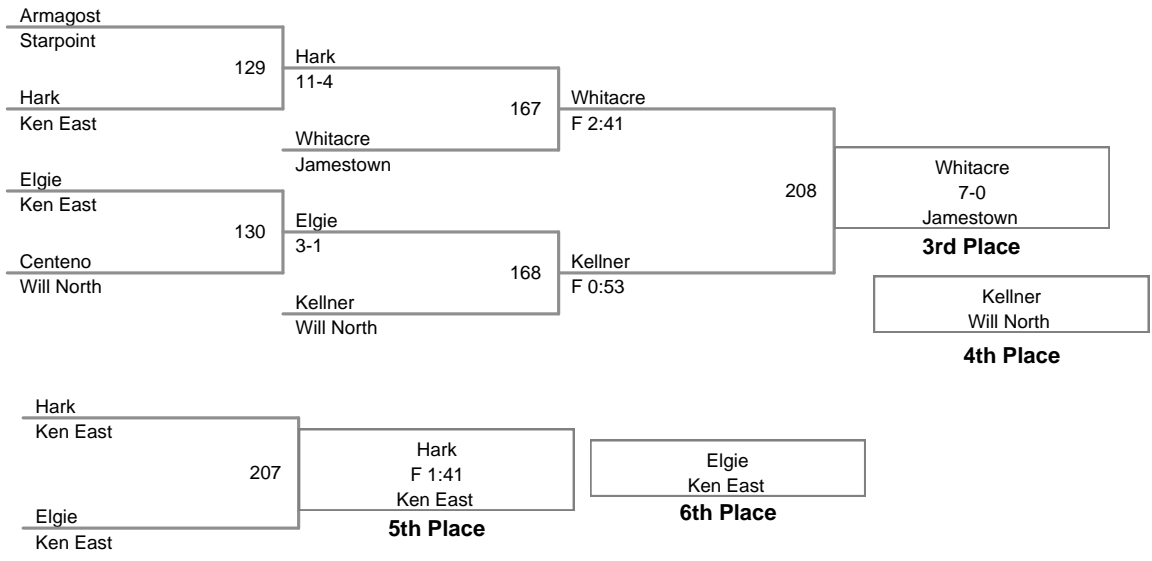 Armagost
Starpoint
129
Hark
Ken East
Hark
11-4
167
Whitacre
Jamestown
Whitacre
F 2:41
Elgie
Ken East
130
Centeno
Will North
Elgie
3-1
168
Kellner
Will North
Kellner
F 0:53
208
Whitacre
7-0
Jamestown
3rd Place
Kellner
Will North
4th Place
Hark
Ken East
207
Elgie
Ken East
Hark
F 1:41
Ken East
5th Place
Elgie
Ken East
6th Place